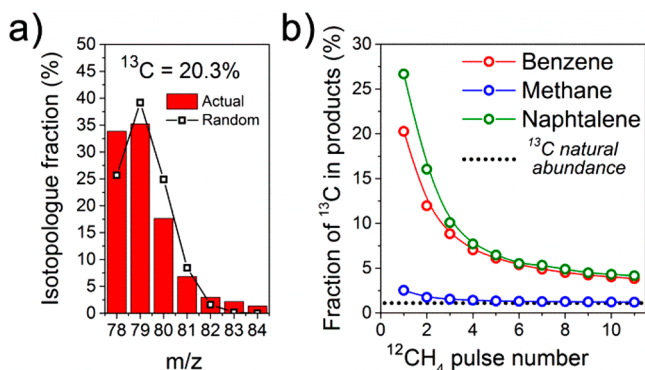 a)
Isotopologue fraction (%)
50
45
40
35
30
25
20
15
10
5
0
¹³C = 20.3%
Actual
Random
78 79 80 81 82 83 84
m/z
b)
Fraction of ¹³C in products (%)
30
25
20
15
10
5
0
Benzene
Methane
Naphtalene
¹³C natural
abundance
0 2 4 6 8 10
¹²CH₄ pulse number